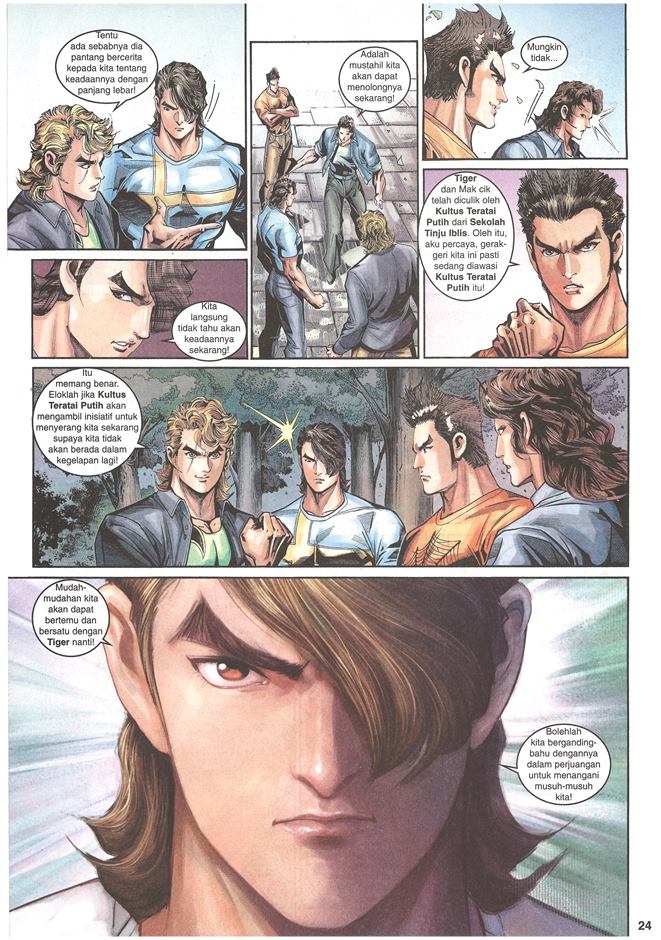 Tentu
ada sebabnya dia
pantang bercerita
kepada kita tentang
keadaannya dengan
panjang lebar!
Adalah
mustahil kita
akan dapat
menolongnya
sekarang!
Mungkin
tidak...
Kita
langsung
tidak tahu akan
keadaannya
sekarang!
Tiger
dan Mak cik
telah diculik oleh
Kultus Teratai
Putih dari Sekolah
Tinju Iblis. Oleh itu,
aku percaya, gerak-
geri kita ini pasti
sedang diawasi
Kultus Teratai
Putih itu!
Itu
memang benar.
Eloklah jika Kultus
Teratai Putih akan
mengambil inisiatif untuk
menyerang kita sekarang
supaya kita tidak
akan berada dalam
kegelapan lagi!
Mudah-
mudahan kita
akan dapat
bertemu dan
bersatu dengan
Tiger nanti!
Bolehlah
kita berganding-
bahu dengannya
dalam perjuangan
untuk menangani
musuh-musuh
kita!
24